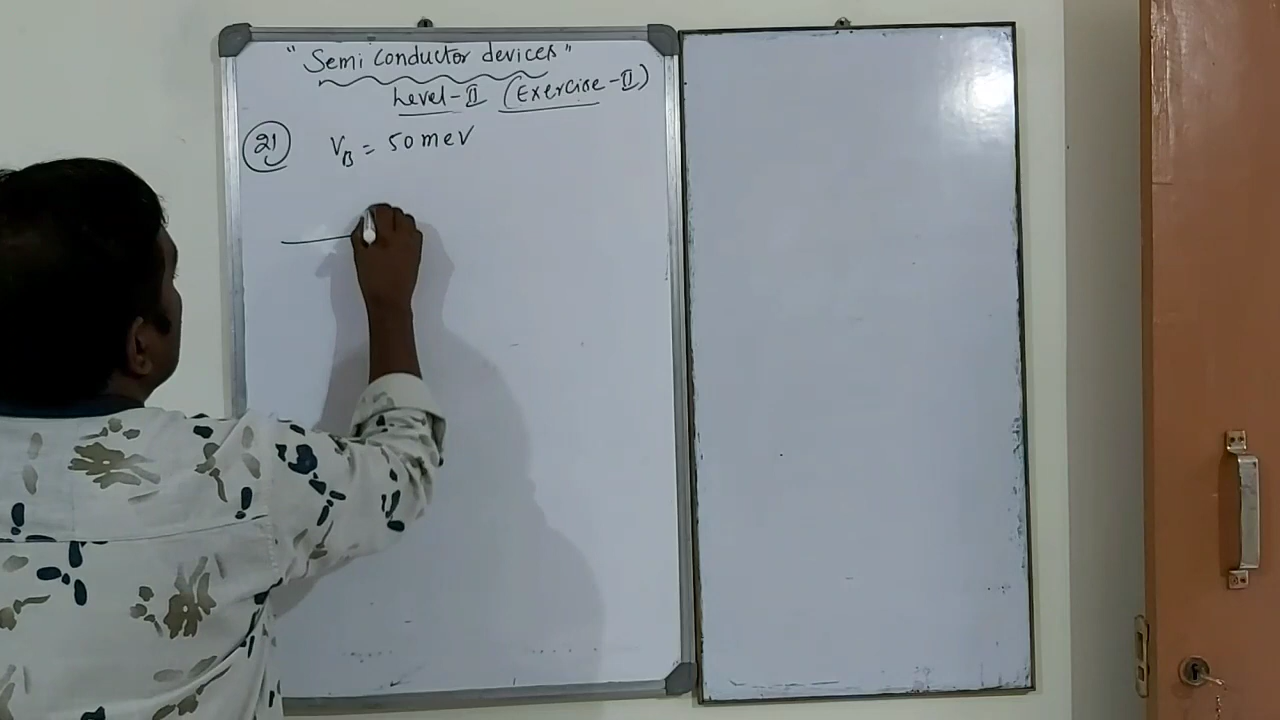 "Semi Conductor devices"
Level-II (Exercise-II)
21 V_B = 50 meV